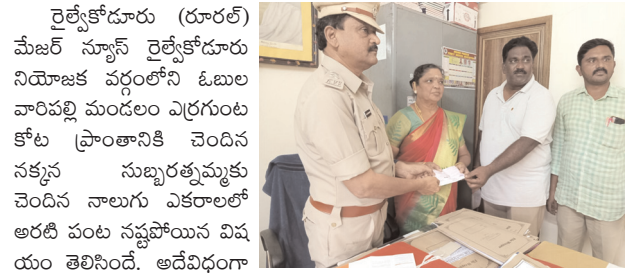 రైల్వేకోడూరు (రూరల్)
మేజర్ న్యూస్ రైల్వేకోడూరు
నియోజక వర్గంలోని ఓబుల
వారిపల్లి మండలం ఎర్రగుంట
కోట ప్రాంతానికి చెందిన
నక్కన సుబ్బరత్నమ్మకు
చెందిన నాలుగు ఎకరాలలో
అరటి పంట నష్టపోయిన విష
యం తెలిసిందే. అదేవిధంగా